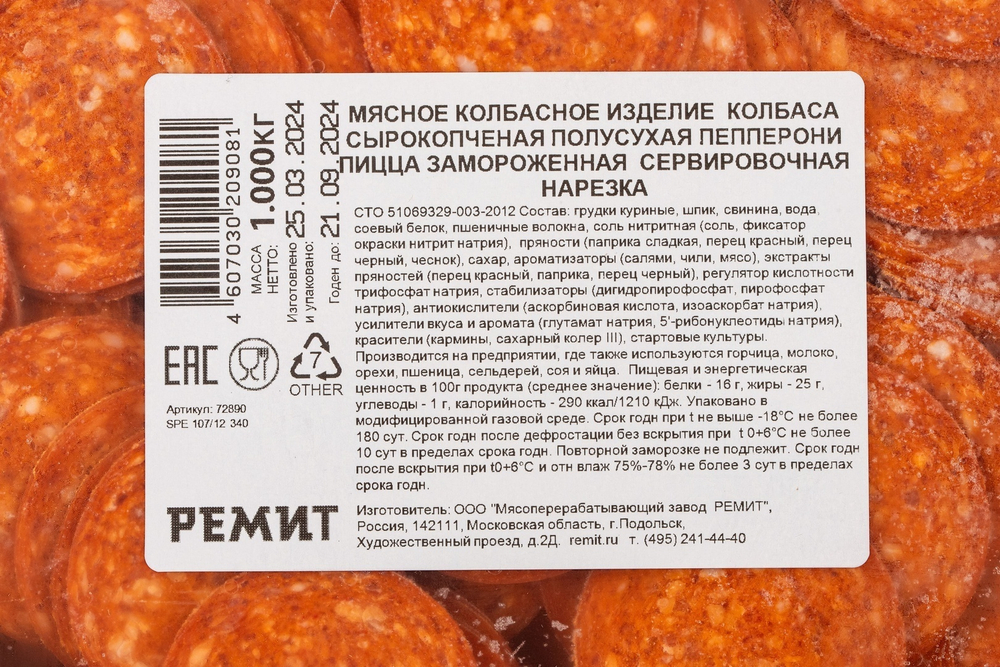 МЯСНОЕ КОЛБАСНОЕ ИЗДЕЛИЕ КОЛБАСА
СЫРОКОПЧЕНАЯ ПОЛУСУХАЯ ПЕППЕРОНИ
ПИЦЦА ЗАМОРОЖЕННАЯ СЕРВИРОВОЧНАЯ
НАРЕЗКА
СТО 51069329-003-2012 Состав: грудки куриные, шпик, свинина, вода,
соевый белок, пшеничные волокна, соль нитритная (соль, фиксатор
окраски нитрит натрия), пряности (паприка сладкая, перец красный, перец
черный, чеснок), сахар, ароматизаторы (салями, чили, мясо), экстракты
пряностей (перец красный, паприка, перец черный), регулятор кислотности
трифосфат натрия, стабилизаторы (дигидропирофосфат, пирофосфат
натрия), антиокислители (аскорбиновая кислота, изоаскорбат натрия),
усилители вкуса и аромата (глутамат натрия, 5'-рибонуклеотиды натрия),
красители (кармины, сахарный колер III), стартовые культуры.
Производится на предприятии, где также используются горчица, молоко,
орехи, пшеница, сельдерей, соя и яйца. Пищевая и энергетическая
ценность в 100г продукта (среднее значение): белки - 16 г, жиры - 25 г,
углеводы - 1 г, калорийность - 290 ккал/1210 кДж. Упаковано в
модифицированной газовой среде. Срок годн при t не выше -18°С не более
180 сут. Срок годн после дефростации без вскрытия при t 0+6°С не более
10 сут в пределах срока годн. Повторной заморозке не подлежит. Срок годн
после вскрытия при t0+6°С и отн влаж 75%-78% не более 3 сут в пределах
срока годн.
Изготовитель: ООО "Мясоперерабатывающий завод РЕМИТ",
Россия, 142111, Московская область, г.Подольск,
Художественный проезд, д.2Д. remit.ru т. (495) 241-44-40
4 607030 209081
МАССА
НЕТТО: 1.000КГ
Изготовлено
и упаковано: 25.03.2024
Годен до: 21.09.2024
EAC
7
OTHER
Артикул: 72890
SPE 107/12 340
РЕМИТ